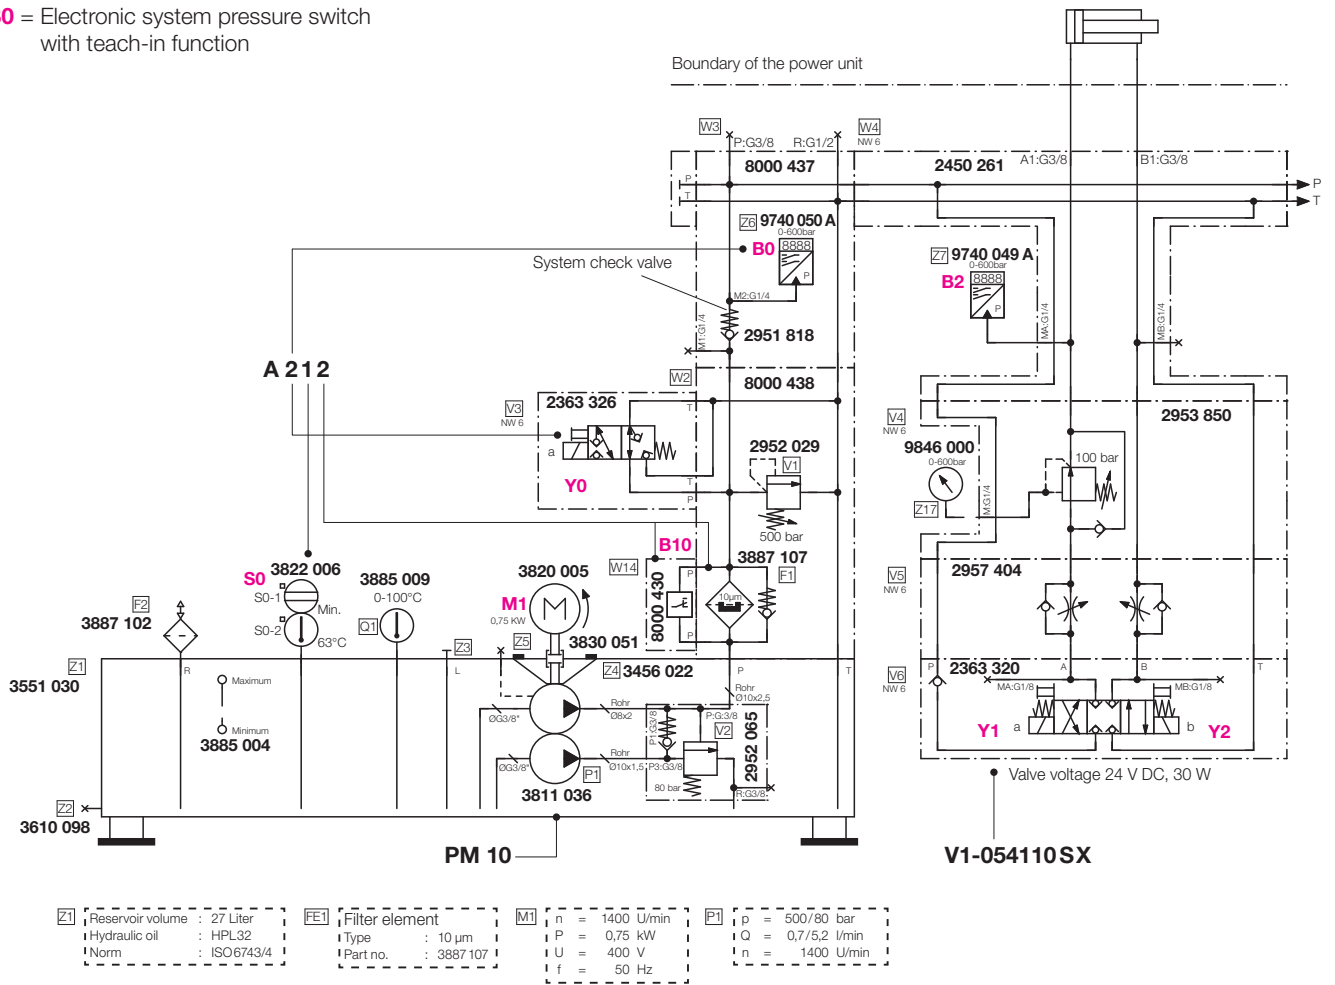 0 = Electronic system pressure switch
with teach-in function
Boundary of the power unit
W3
P:G3/8
R:G1/2
W4
NW 6
8000 437
2450 261
A1:G3/8
B1:G3/8
P
T
P
T
Z6
9740 050 A
0-600bar
B0
8888
P
Z7
9740 049 A
0-600bar
B2
8888
P
System check valve
M2:G1/4
M1:G1/4
2951 818
MA:G1/4
MB:G1/4
A 212
W2
8000 438
V3
NW 6
2363 326
T
a
Y0
T
P
2952 029
V1
500 bar
V4
NW 6
2953 850
9846 000
0-600bar
Z17
M:G1/4
100 bar
B10
W14
8000 430
P
P
3887 107
F1
10µm
V5
NW 6
2957 404
S0
3822 006
S0-1
Min.
S0-2
63°C
3885 009
0-100°C
Q1
3820 005
M1
M
0,75 KW
F2
3887 102
Z1
3551 030
R
Maximum
Minimum
3885 004
Z3
L
Z5
3830 051
Z4
3456 022
P
T
Rohr
Ø10x2,5
ØG3/8"
Rohr
Ø8x2
P1:G3/8
P:G:3/8
V2
2952 065
ØG3/8"
Rohr
Ø10x1,5
P3:G3/8
P1
3811 036
80 bar
R:G3/8
Z2
3610 098
V6
NW 6
P
2363 320
A
B
T
MA:G1/8
MB:G1/8
Y1
a
b
Y2
Valve voltage 24 V DC, 30 W
PM 10
V1-054110 SX
Z1
Reservoir volume : 27 Liter
Hydraulic oil : HPL32
Norm : ISO6743/4
FE1
Filter element
Type : 10 µm
Part no. : 3887107
M1
n = 1400 U/min
P = 0,75 kW
U = 400 V
f = 50 Hz
P1
p = 500/80 bar
Q = 0,7/5,2 l/min
n = 1400 U/min